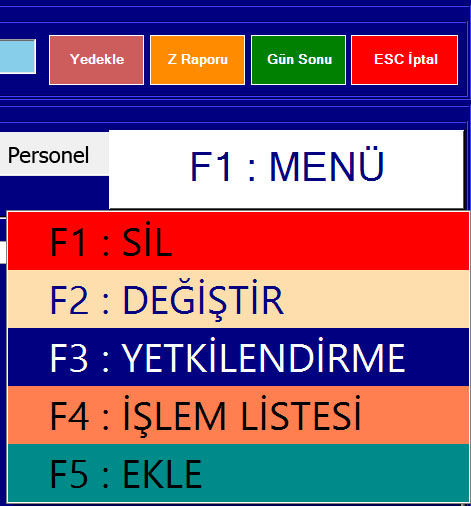 Yedekle Z Raporu Gün Sonu ESC İptal
Personel
F1 : MENÜ
F1 : SİL
F2 : DEĞİŞTİR
F3 : YETKİLENDİRME
F4 : İŞLEM LİSTESİ
F5 : EKLE